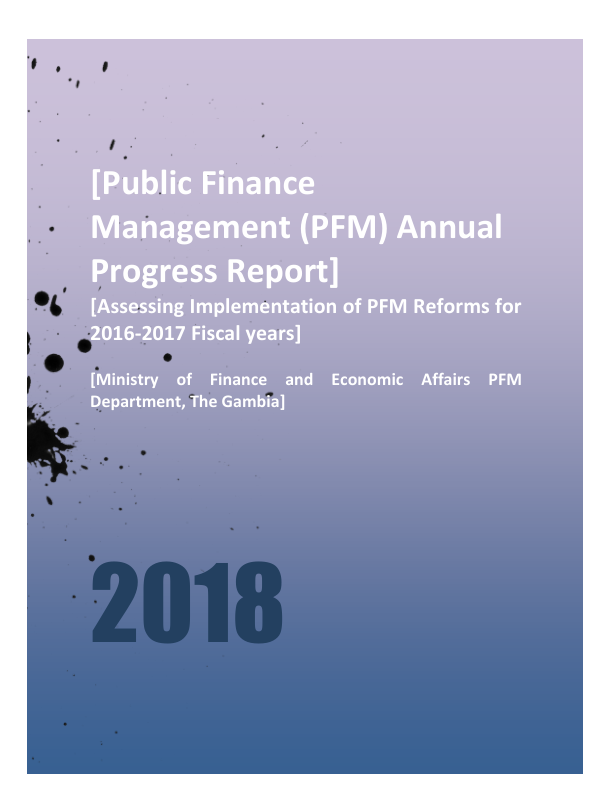 [Public Finance
Management (PFM) Annual
Progress Report]
[Assessing Implementation of PFM Reforms for
2016-2017 Fiscal years]
[Ministry of Finance and Economic Affairs PFM
Department, The Gambia]
2018